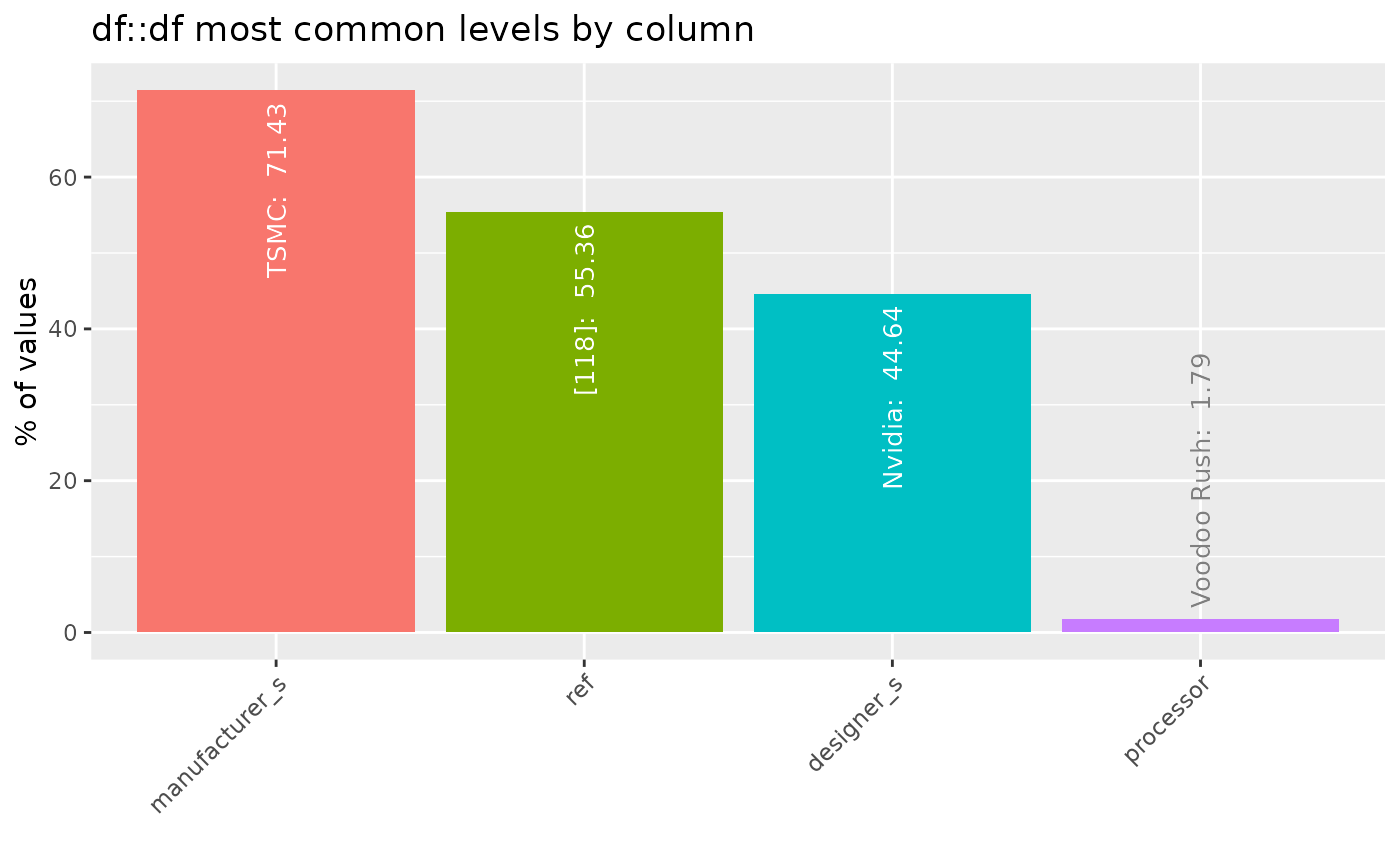 df::df most common levels by column
% of values
60
40
20
0
TSMC:  71.43
[118]:  55.36
Nvidia:  44.64
Voodoo Rush:  1.79
manufacturer_s
ref
designer_s
processor